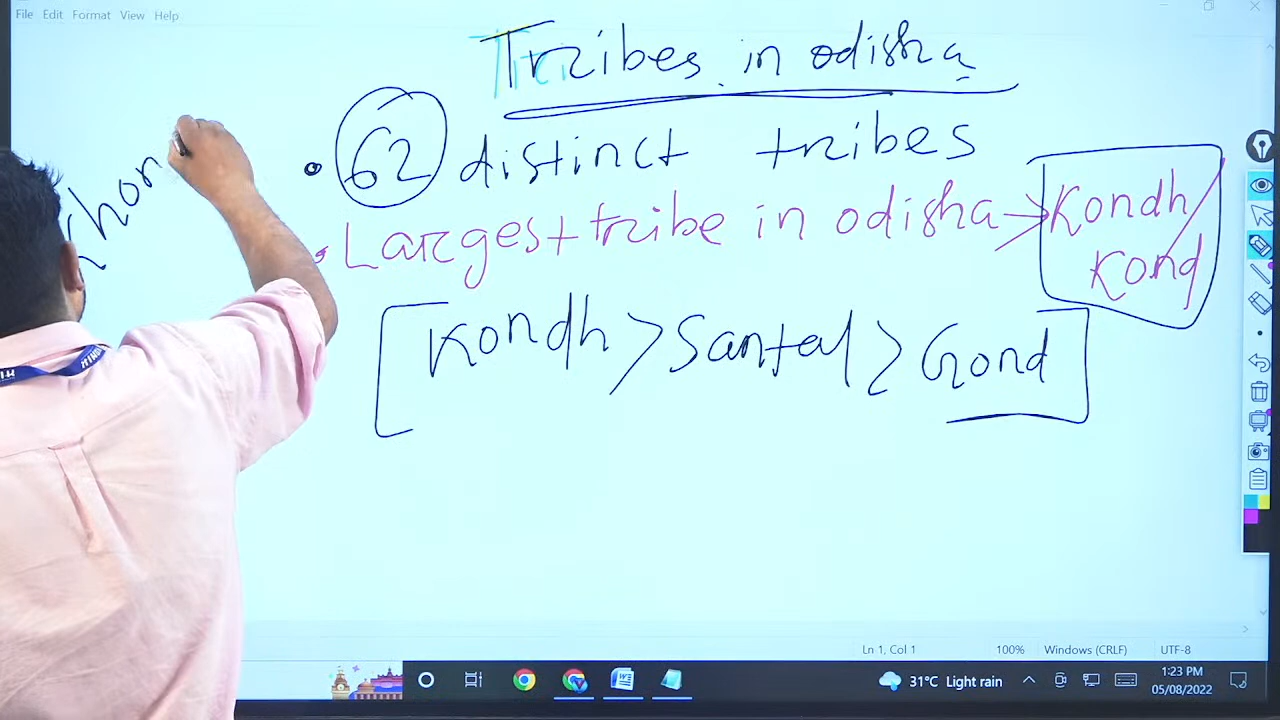 File Edit Format View Help
Tribes in odisha
• 62 distinct tribes
• Largest tribe in odisha → Kondh/
Kond
Kondh > Santal > Gond
khon
Ln 1, Col 1 100% Windows (CRLF) UTF-8
31°C Light rain
1:23 PM
05/08/2022